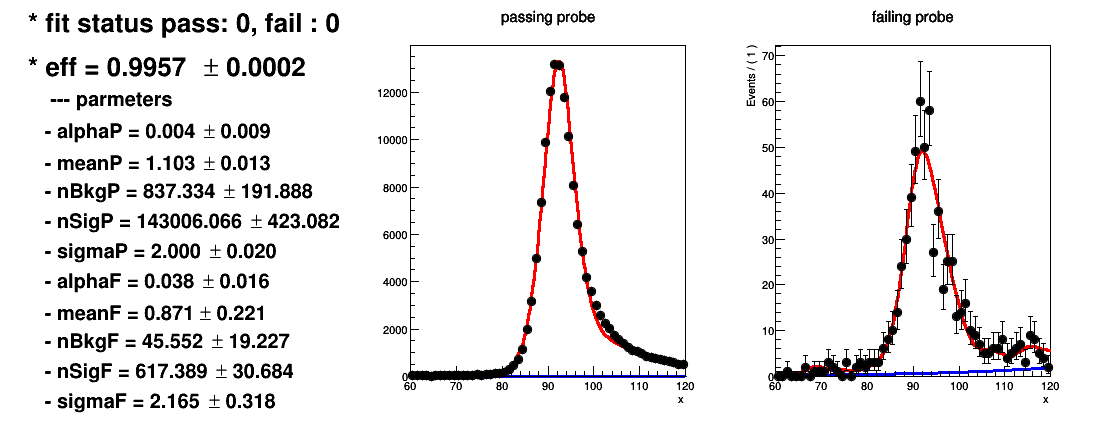 * fit status pass: 0, fail : 0
* eff = 0.9957 ± 0.0002
--- parmeters
- alphaP = 0.004 ± 0.009
- meanP = 1.103 ± 0.013
- nBkgP = 837.334 ± 191.888
- nSigP = 143006.066 ± 423.082
- sigmaP = 2.000 ± 0.020
- alphaF = 0.038 ± 0.016
- meanF = 0.871 ± 0.221
- nBkgF = 45.552 ± 19.227
- nSigF = 617.389 ± 30.684
- sigmaF = 2.165 ± 0.318
passing probe
12000
10000
8000
6000
4000
2000
0
60 70 80 90 100 110 120
x
failing probe
Events / ( 1 )
70
60
50
40
30
20
10
0
60 70 80 90 100 110 120
x